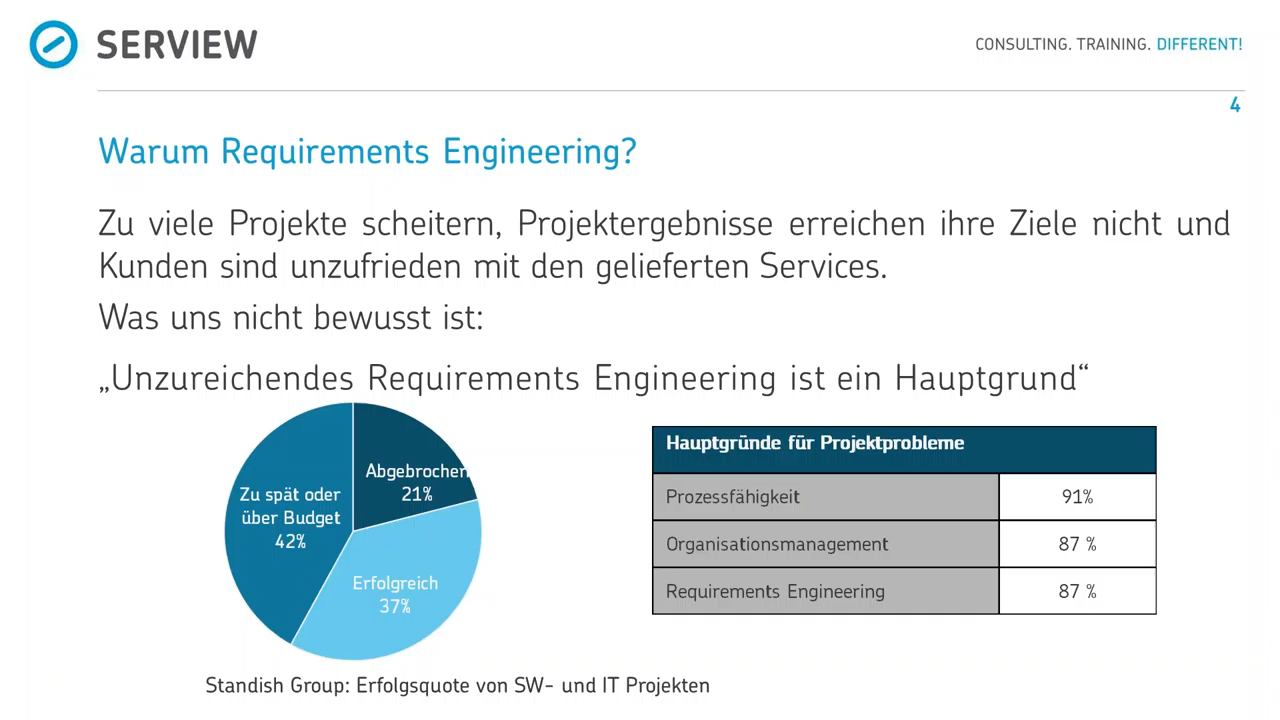 SERVIEW
CONSULTING. TRAINING. DIFFERENT!
4
Warum Requirements Engineering?
Zu viele Projekte scheitern, Projektergebnisse erreichen ihre Ziele nicht und
Kunden sind unzufrieden mit den gelieferten Services.
Was uns nicht bewusst ist:
„Unzureichendes Requirements Engineering ist ein Hauptgrund“
Abgebrochen
21%
Zu spät oder
über Budget
42%
Erfolgreich
37%
Standish Group: Erfolgsquote von SW- und IT Projekten
Hauptgründe für Projektprobleme
Prozessfähigkeit 91%
Organisationsmanagement 87 %
Requirements Engineering 87 %